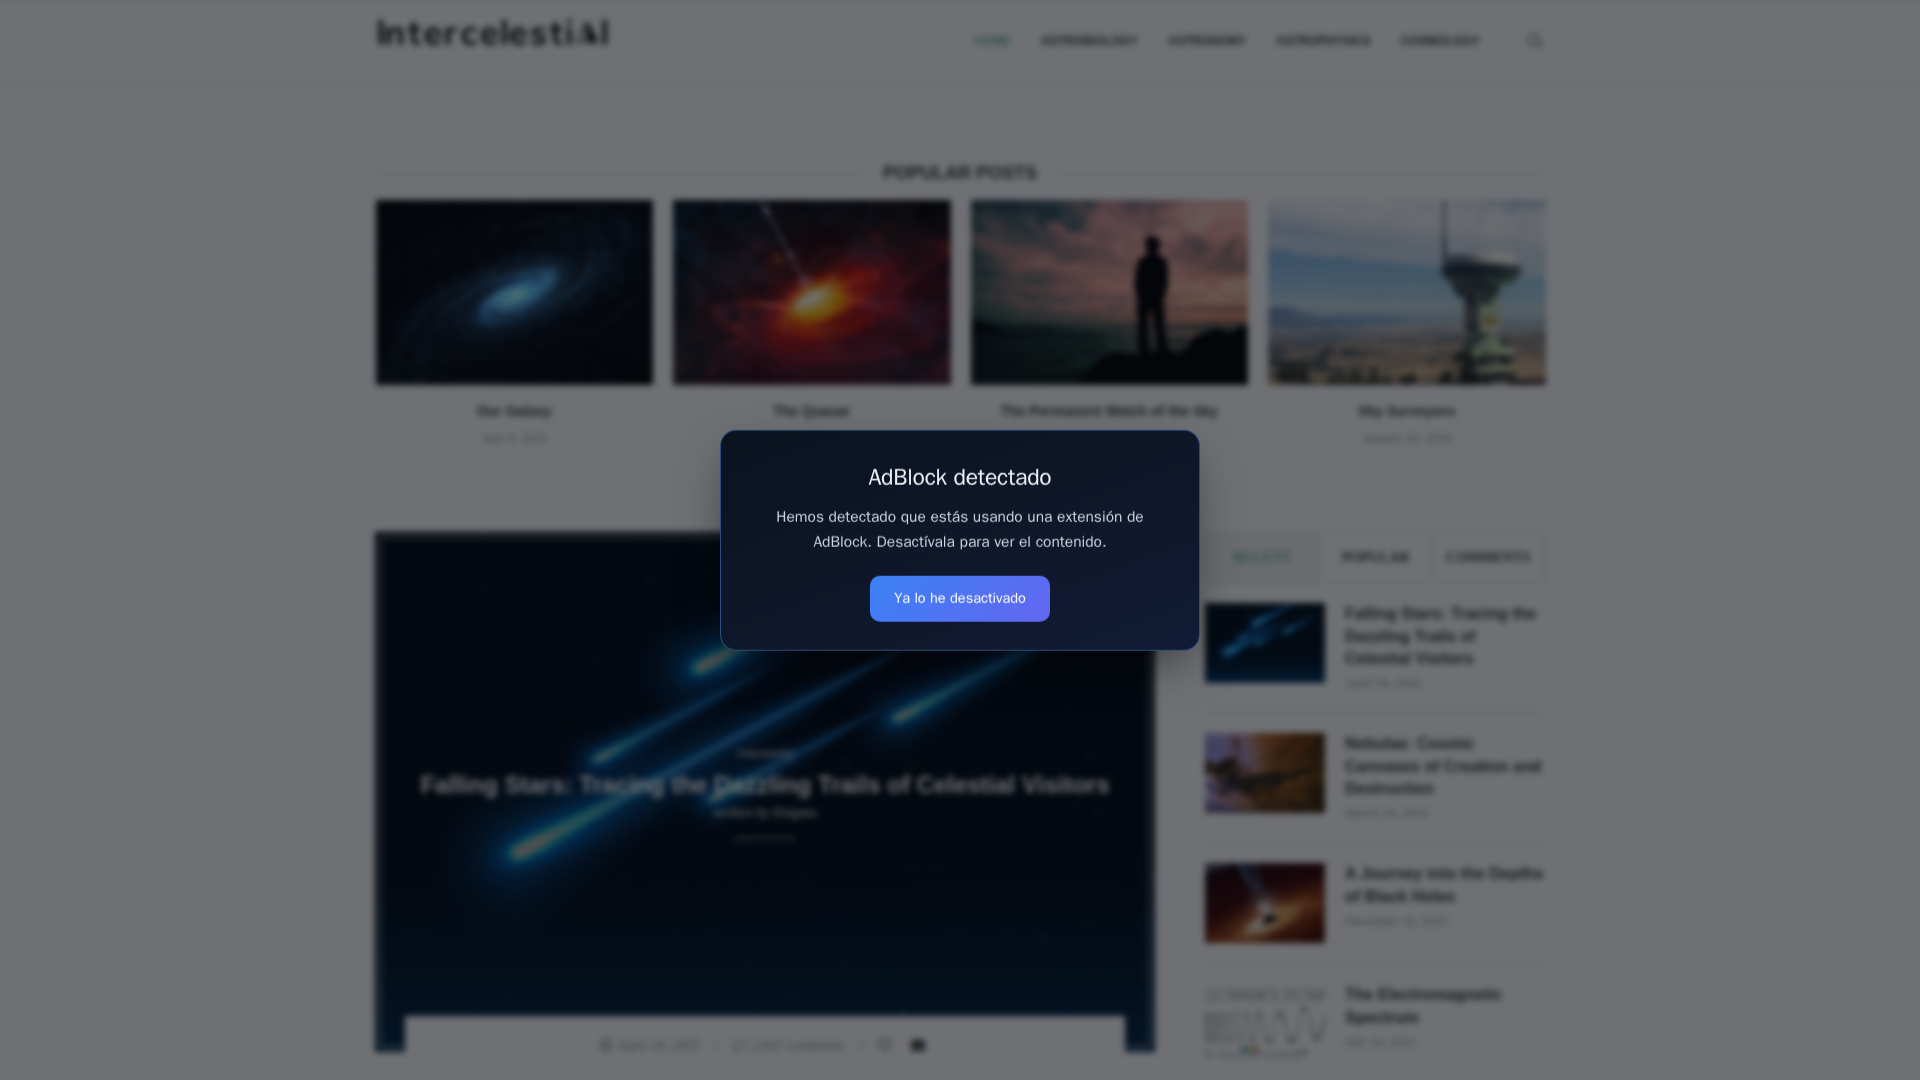 Intercelestial
HOME ASTROBIOLOGY ASTRONOMY ASTROPHYSICS COSMOLOGY
POPULAR POSTS
Our Galaxy
The Quasar
The Permanent Watch of the Sky
Sky Surveyors
AdBlock detectado
Hemos detectado que estás usando una extensión de
AdBlock. Desactívala para ver el contenido.
Ya lo he desactivado
Falling Stars: Tracing the Dazzling Trails of Celestial Visitors
written by
RECENT POPULAR COMMENTS
Falling Stars: Tracing the
Dazzling Trails of
Celestial Visitors
Nebulae: Cosmic
Canvases of Creation and
Destruction
A Journey into the Depths
of Black Holes
The Electromagnetic
Spectrum